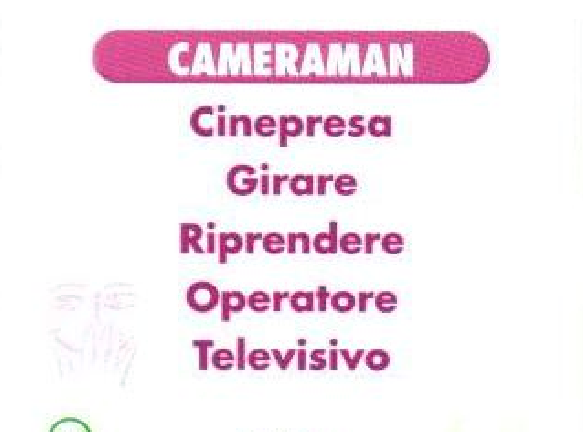 CAMERAMAN
Cinepresa
Girare
Riprendere
Operatore
Televisivo